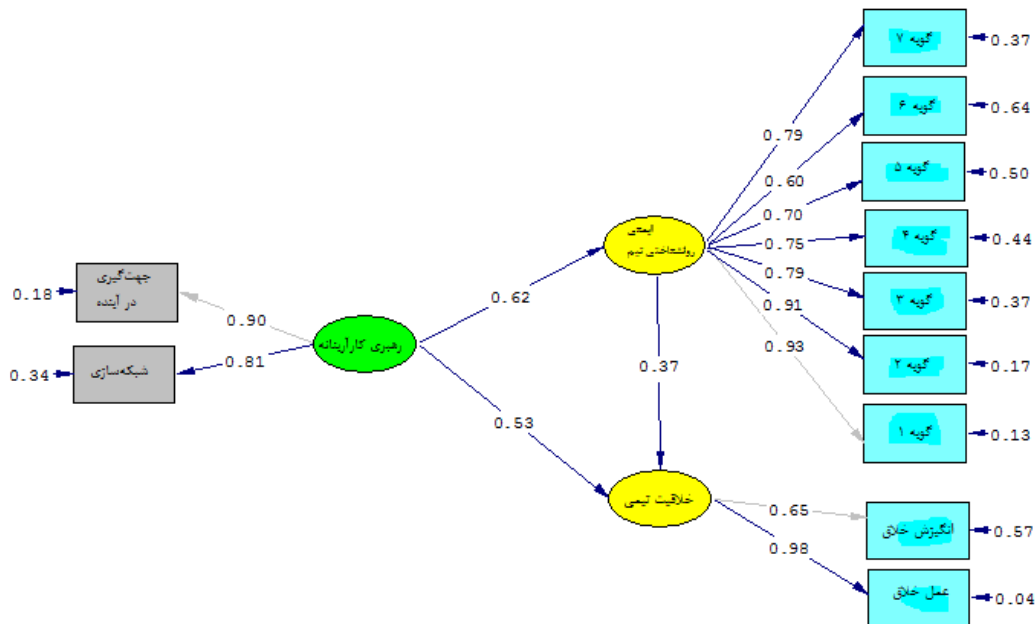 گویه ۷
0.37
گویه ۶
0.64
0.79
گویه ۵
0.50
0.60
0.70
گویه ۴
0.44
ایمنی
روانشناختی تیم
0.75
0.79
گویه ۳
0.37
جهت‌گیری
در آینده
0.18
0.62
0.91
0.90
رهبری کارآرینانه
0.93
گویه ۲
0.17
شبکه‌سازی
0.34
0.81
0.37
0.53
گویه ۱
0.13
خلاقیت تیمی
0.65
انگیزش خلاق
0.57
0.98
عمل خلاق
0.04